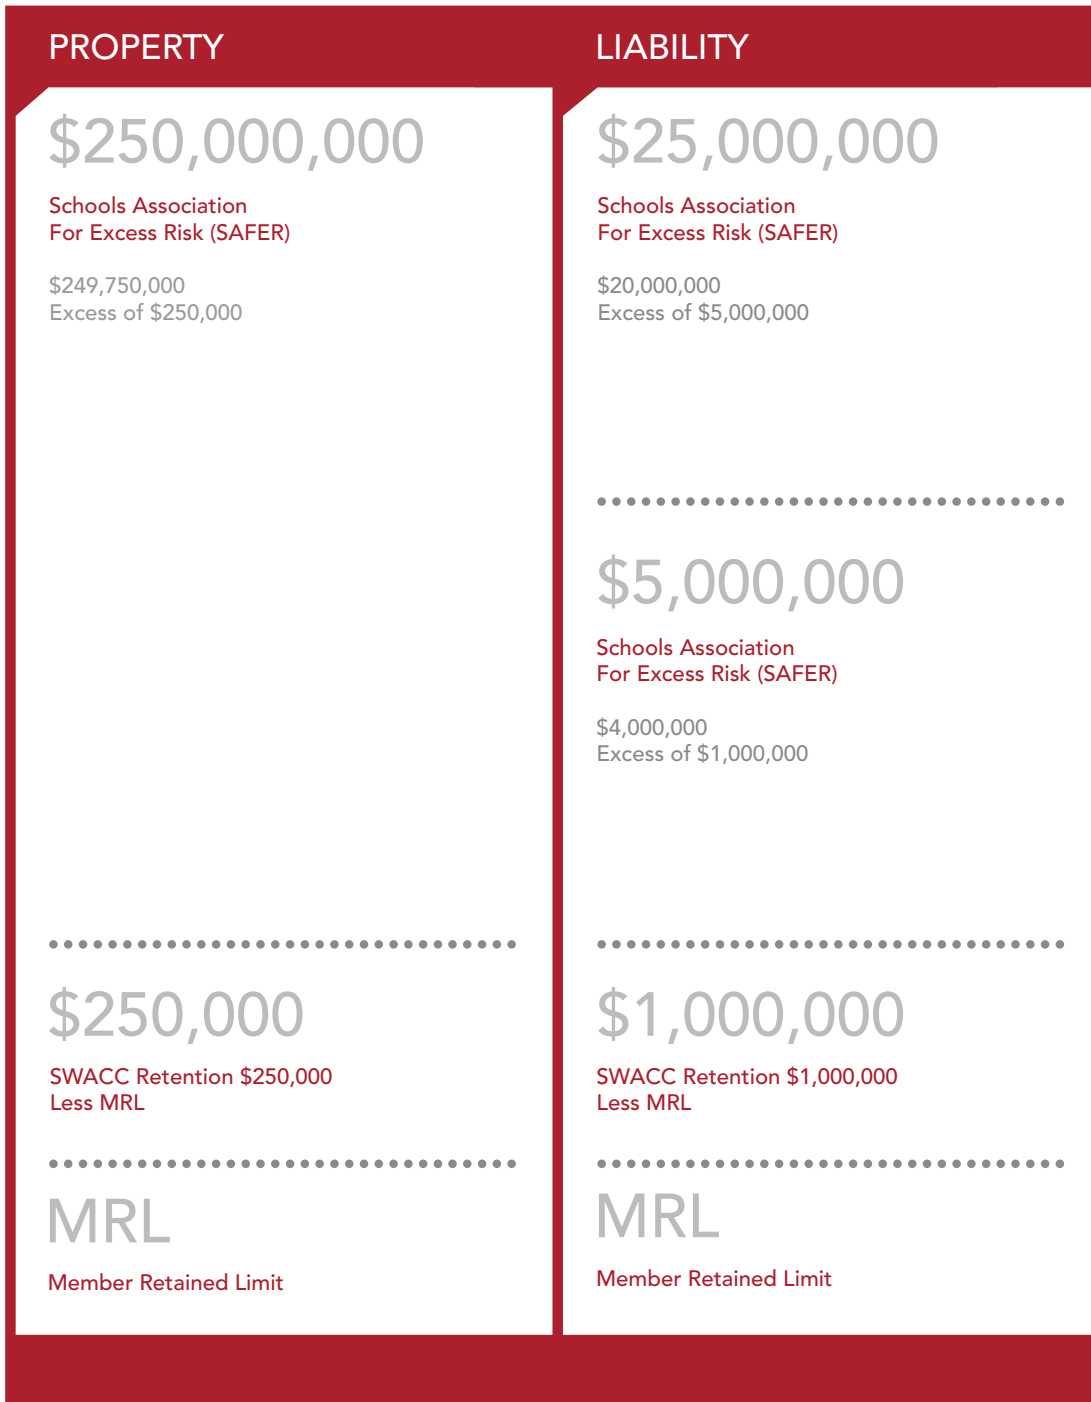 PROPERTY
$250,000,000
Schools Association
For Excess Risk (SAFER)
$249,750,000
Excess of $250,000
$250,000
SWACC Retention $250,000
Less MRL
MRL
Member Retained Limit
LIABILITY
$25,000,000
Schools Association
For Excess Risk (SAFER)
$20,000,000
Excess of $5,000,000
$5,000,000
Schools Association
For Excess Risk (SAFER)
$4,000,000
Excess of $1,000,000
$1,000,000
SWACC Retention $1,000,000
Less MRL
MRL
Member Retained Limit